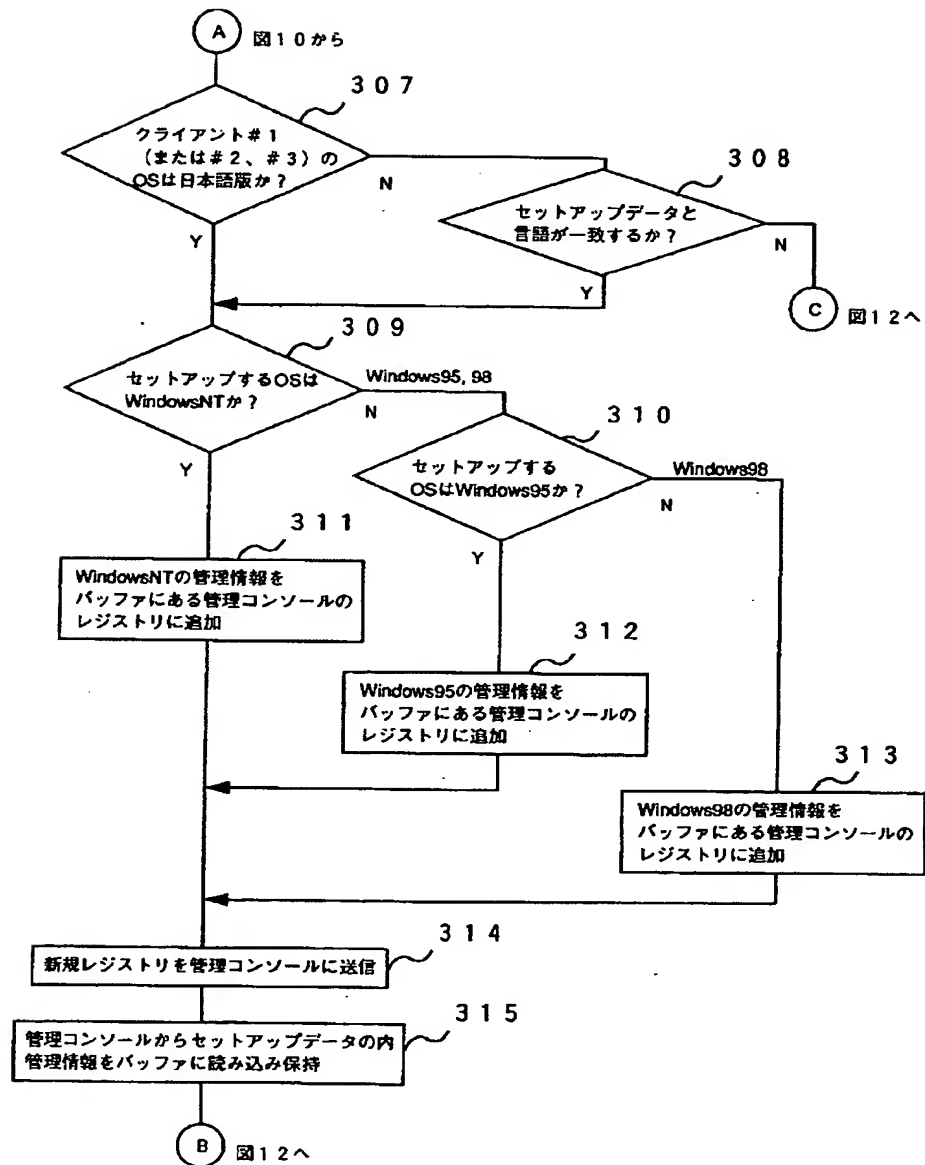 A 図10から
307
クライアント#1
(または#2、#3)の
OSは日本語版か?
N
Y
308
セットアップデータと
言語が一致するか?
N
Y
C 図12へ
309
セットアップするOSは
WindowsNTか?
Windows95, 98
N
Y
310
セットアップする
OSはWindows95か?
Windows98
N
Y
311
WindowsNTの管理情報を
バッファにある管理コンソールの
レジストリに追加
312
Windows95の管理情報を
バッファにある管理コンソールの
レジストリに追加
313
Windows98の管理情報を
バッファにある管理コンソールの
レジストリに追加
314
新規レジストリを管理コンソールに送信
315
管理コンソールからセットアップデータの内
管理情報をバッファに読み込み保持
B 図12へ